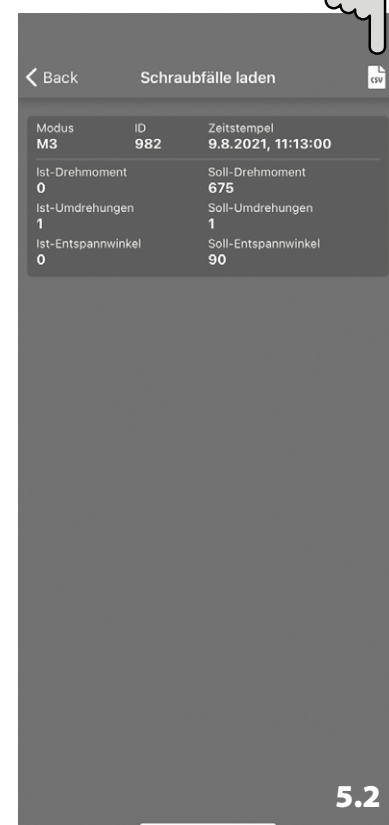 Back Schraubfälle laden CSV
Modus ID Zeitstempel
M3 982 9.8.2021, 11:13:00
Ist-Drehmoment Soll-Drehmoment
0 675
Ist-Umdrehungen Soll-Umdrehungen
1 1
Ist-Entspannwinkel Soll-Entspannwinkel
0 90
5.2